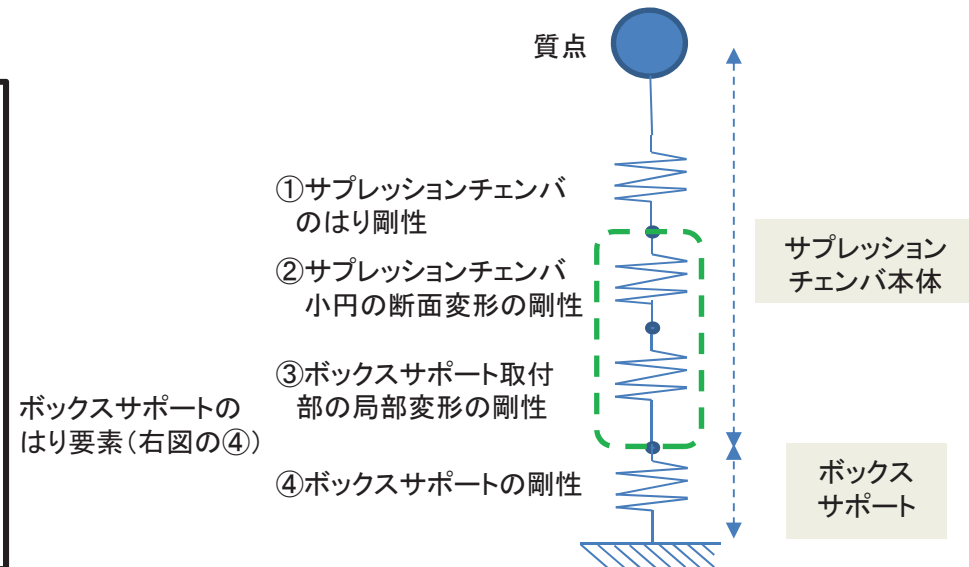 質点
①サプレッションチェンバ
のはり剛性
②サプレッションチェンバ
小円の断面変形の剛性
サプレッション
チェンバ本体
③ボックスサポート取付
部の局部変形の剛性
ボックスサポートの
はり要素(右図の④)
④ボックスサポートの剛性
ボックス
サポート